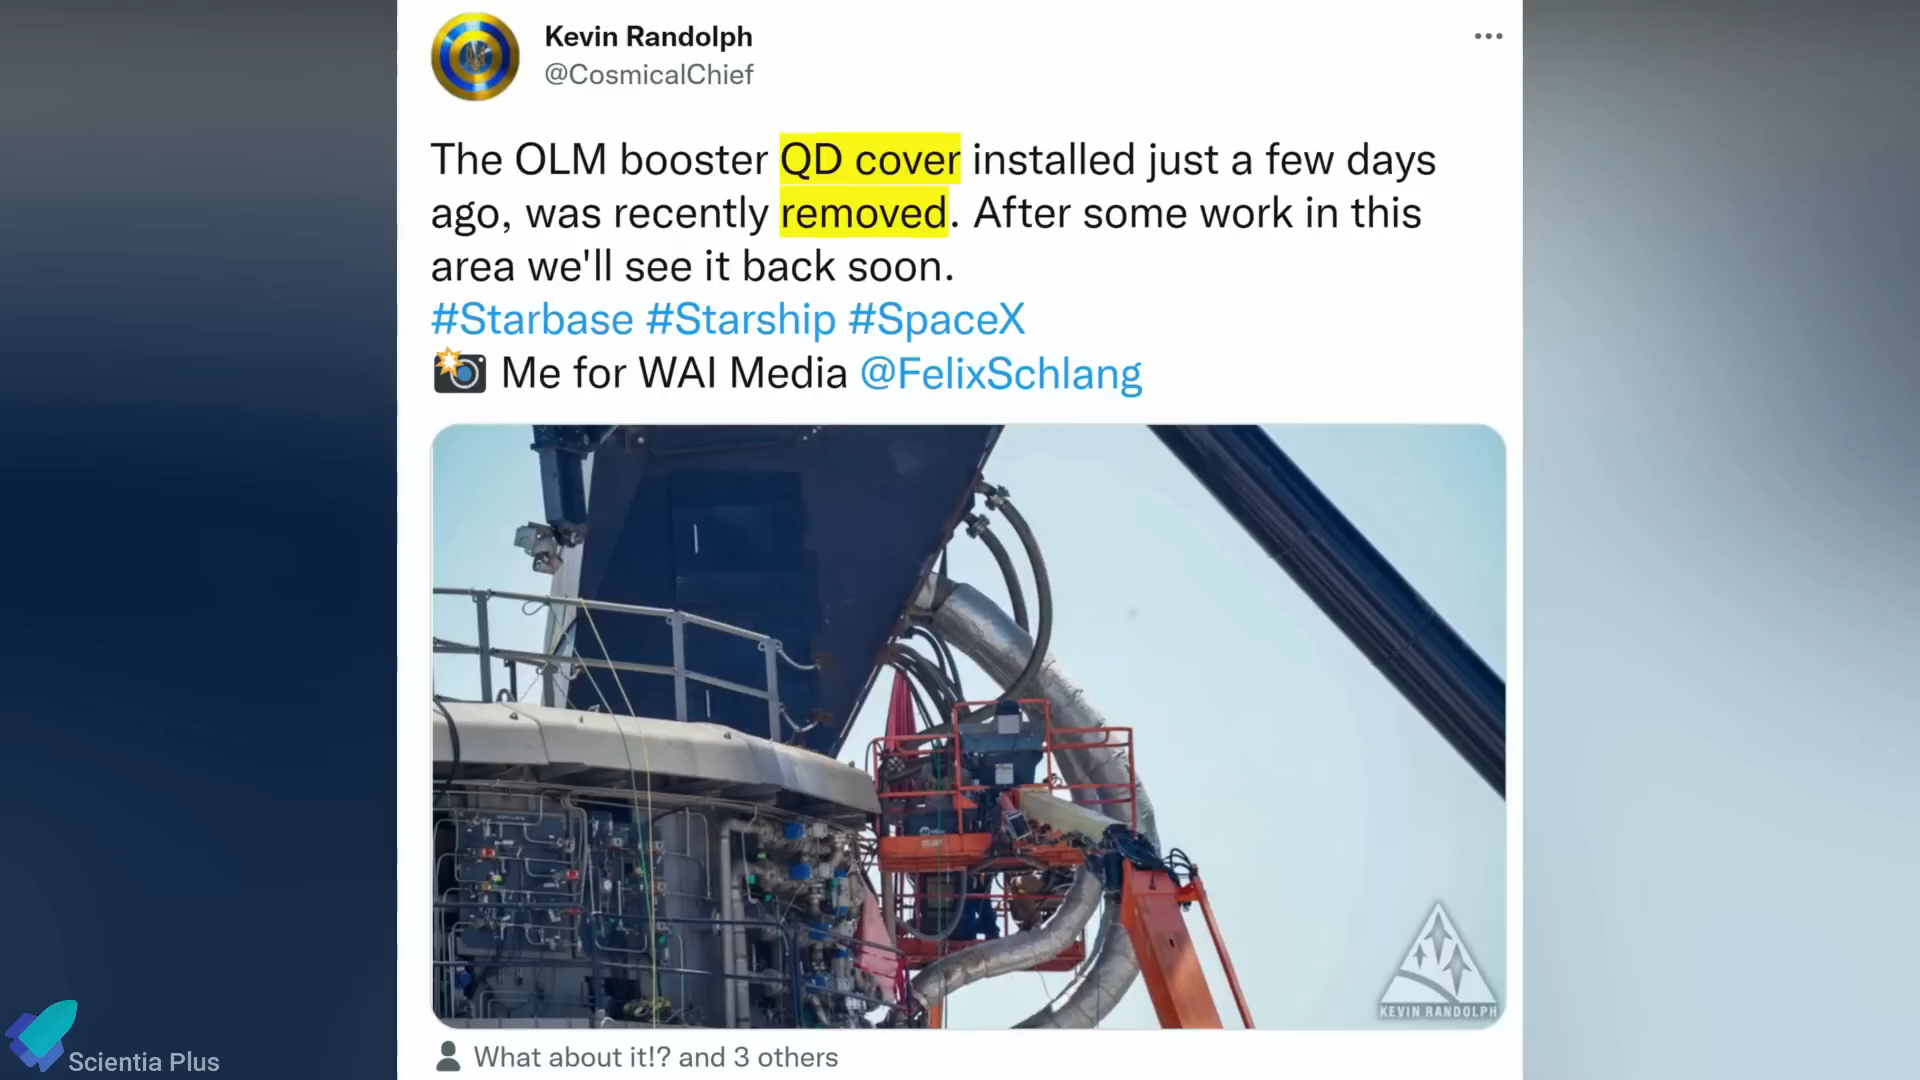 Kevin Randolph
@CosmicalChief
The OLM booster QD cover installed just a few days
ago, was recently removed. After some work in this
area we'll see it back soon.
#Starbase #Starship #SpaceX
Me for WAI Media @FelixSchlang
KEVIN RANDOLPH
What about it!? and 3 others
Scientia Plus